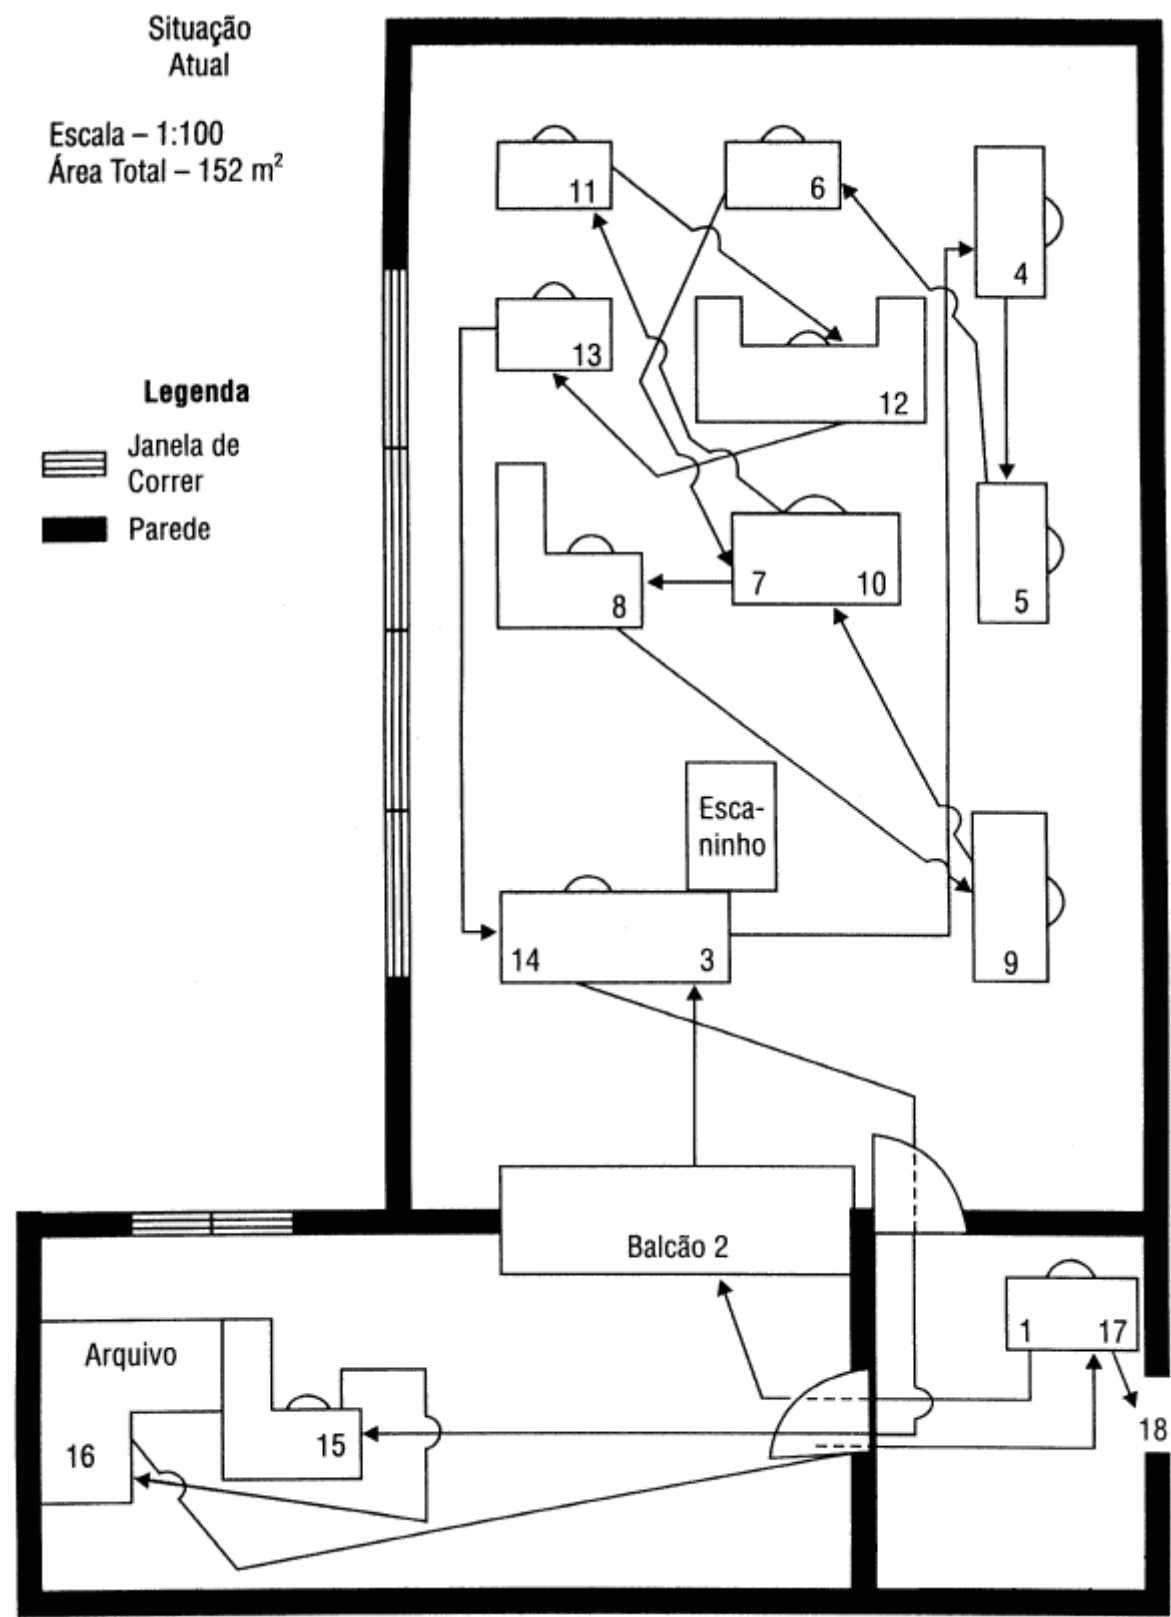 Situação
Atual
Escala – 1:100
Área Total – 152 m²
Legenda
Janela de
Correr
Parede
11
6
4
13
12
8
7
10
5
Esca-
ninho
14
3
9
Balcão 2
1
17
Arquivo
18
16
15